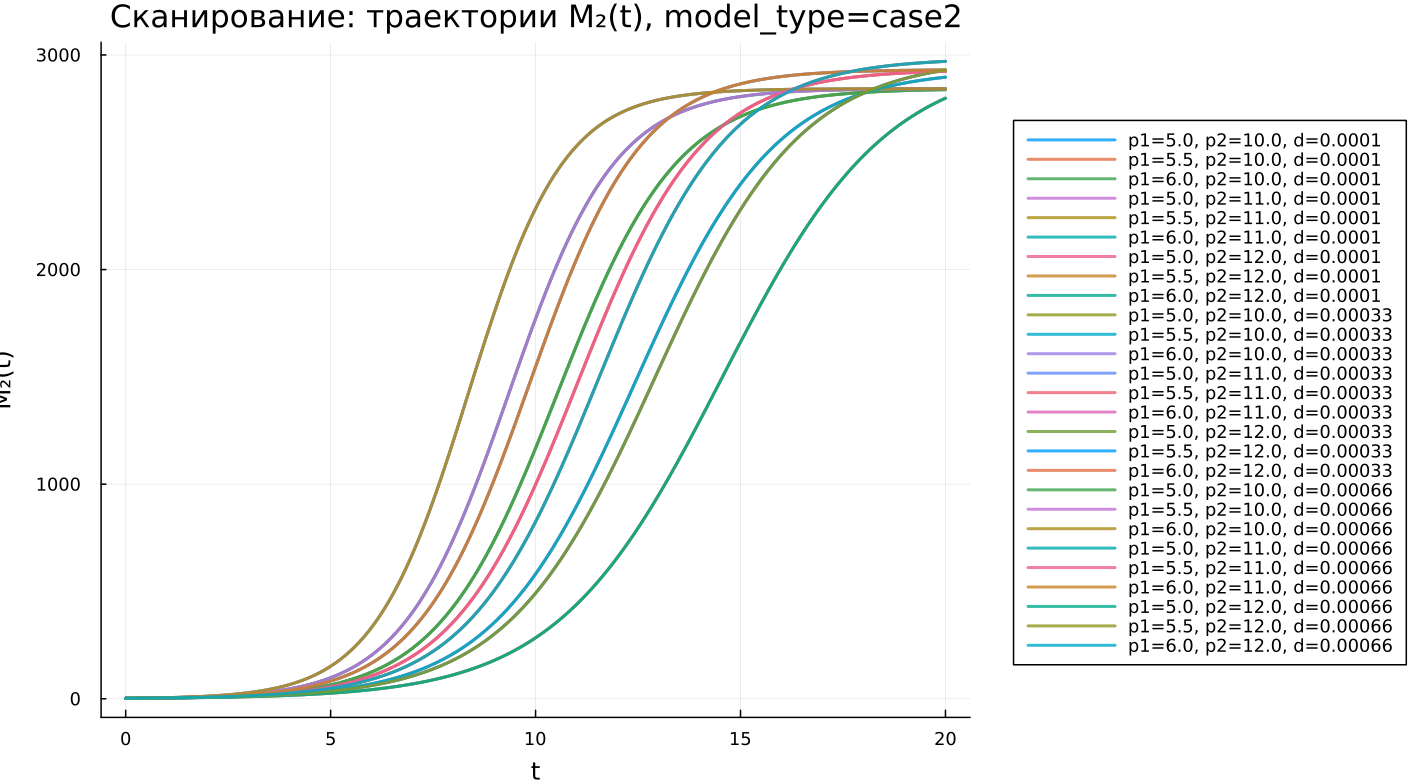 Сканирование: траектории M₂(t), model_type=case2
3000
2000
1000
0
M₂(t)
0 5 10 15 20
t
p1=5.0, p2=10.0, d=0.0001
p1=5.5, p2=10.0, d=0.0001
p1=6.0, p2=10.0, d=0.0001
p1=5.0, p2=11.0, d=0.0001
p1=5.5, p2=11.0, d=0.0001
p1=6.0, p2=11.0, d=0.0001
p1=5.0, p2=12.0, d=0.0001
p1=5.5, p2=12.0, d=0.0001
p1=6.0, p2=12.0, d=0.0001
p1=5.0, p2=10.0, d=0.00033
p1=5.5, p2=10.0, d=0.00033
p1=6.0, p2=10.0, d=0.00033
p1=5.0, p2=11.0, d=0.00033
p1=5.5, p2=11.0, d=0.00033
p1=6.0, p2=11.0, d=0.00033
p1=5.0, p2=12.0, d=0.00033
p1=5.5, p2=12.0, d=0.00033
p1=6.0, p2=12.0, d=0.00033
p1=5.0, p2=10.0, d=0.00066
p1=5.5, p2=10.0, d=0.00066
p1=6.0, p2=10.0, d=0.00066
p1=5.0, p2=11.0, d=0.00066
p1=5.5, p2=11.0, d=0.00066
p1=6.0, p2=11.0, d=0.00066
p1=5.0, p2=12.0, d=0.00066
p1=5.5, p2=12.0, d=0.00066
p1=6.0, p2=12.0, d=0.00066